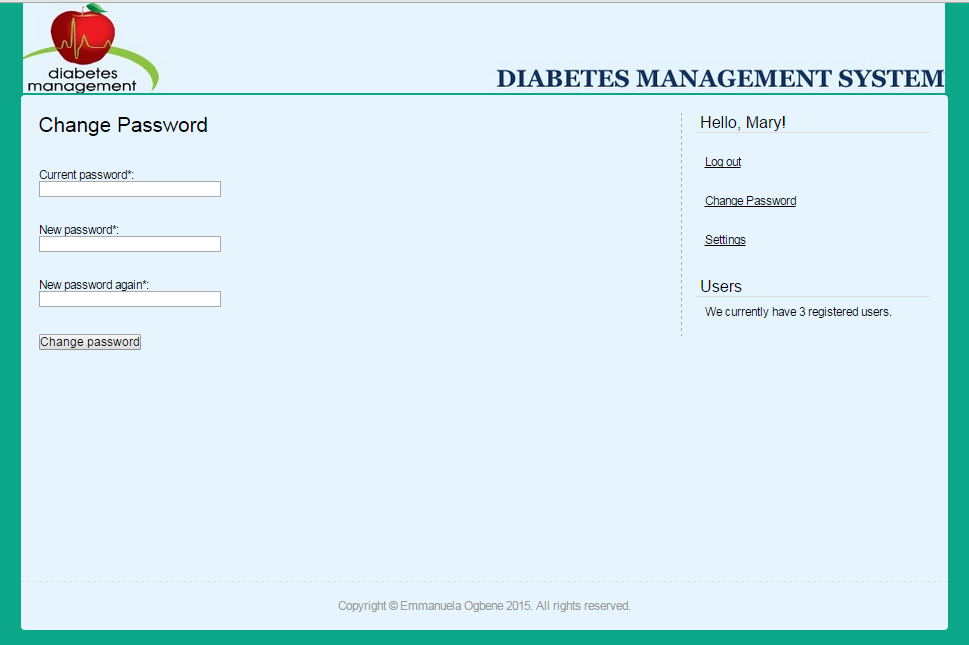 diabetes
management
DIABETES MANAGEMENT SYSTEM
Change Password
Current password*:
New password*:
New password again*:
Change password
Hello, Mary!
Log out
Change Password
Settings
Users
We currently have 3 registered users.
Copyright © Emmanuela Ogbene 2015. All rights reserved.